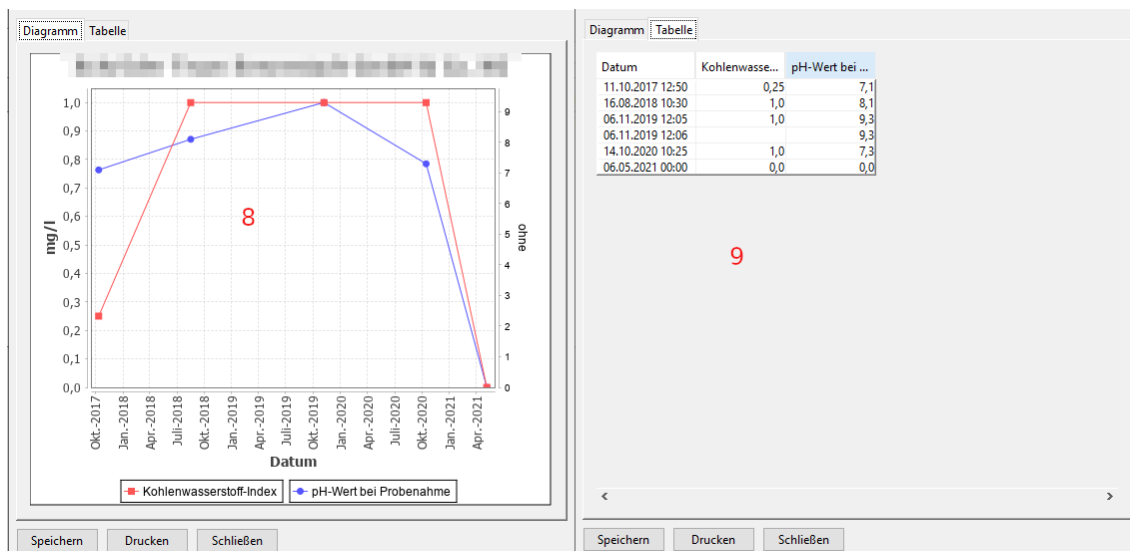 Diagramm Tabelle
1,0
0,9
0,8
0,7
0,6
0,5
0,4
0,3
0,2
0,1
0,0
mg/l
8
9
8
7
6
5
4
3
2
1
0
ohne
Okt.-2017
Jan.-2018
Apr.-2018
Juli-2018
Okt.-2018
Jan.-2019
Apr.-2019
Juli-2019
Okt.-2019
Jan.-2020
Apr.-2020
Juli-2020
Okt.-2020
Jan.-2021
Apr.-2021
Datum
Kohlenwasserstoff-Index pH-Wert bei Probenahme
Speichern Drucken Schließen
Diagramm Tabelle
Datum Kohlenwasse... pH-Wert bei ...
11.10.2017 12:50 0,25 7,1
16.08.2018 10:30 1,0 8,1
06.11.2019 12:05 1,0 9,3
06.11.2019 12:06 9,3
14.10.2020 10:25 1,0 7,3
06.05.2021 00:00 0,0 0,0
9
Speichern Drucken Schließen